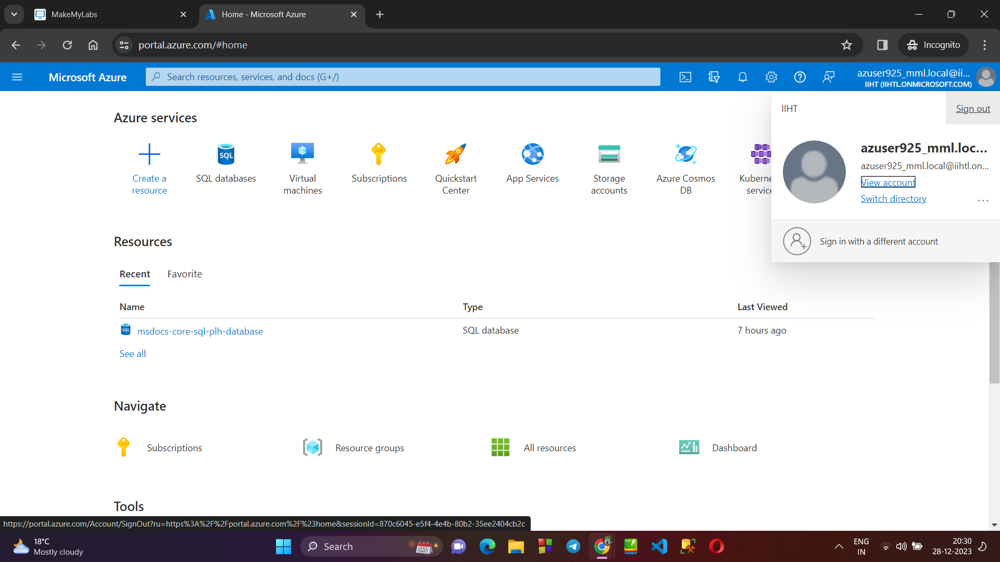 MakeMyLabs
Home - Microsoft Azure
portal.azure.com/#home
Incognito
Microsoft Azure
Search resources, services, and docs (G+/)
azuser925_mml.local@ii...
IIHT (IIHTL.ONMICROSOFT.COM)
IIHT
Sign out
azuser925_mml.loc...
azuser925_mml.local@iihtl.on...
View account
Switch directory
...
Sign in with a different account
Azure services
Create a
resource
SQL
SQL databases
Virtual
machines
Subscriptions
Quickstart
Center
App Services
Storage
accounts
Azure Cosmos
DB
Kuberne
service
Resources
Recent
Favorite
Name
Type
Last Viewed
SQL
msdocs-core-sql-plh-database
SQL database
7 hours ago
See all
Navigate
Subscriptions
Resource groups
All resources
Dashboard
Tools
https://portal.azure.com/Account/SignOut?ru=https%3A%2F%2Fportal.azure.com%2F%23home&sessionId=870c6045-e5f4-4e4b-80b2-35ee2404cb2c
18°C
Mostly cloudy
Search
ENG
IN
20:30
28-12-2023